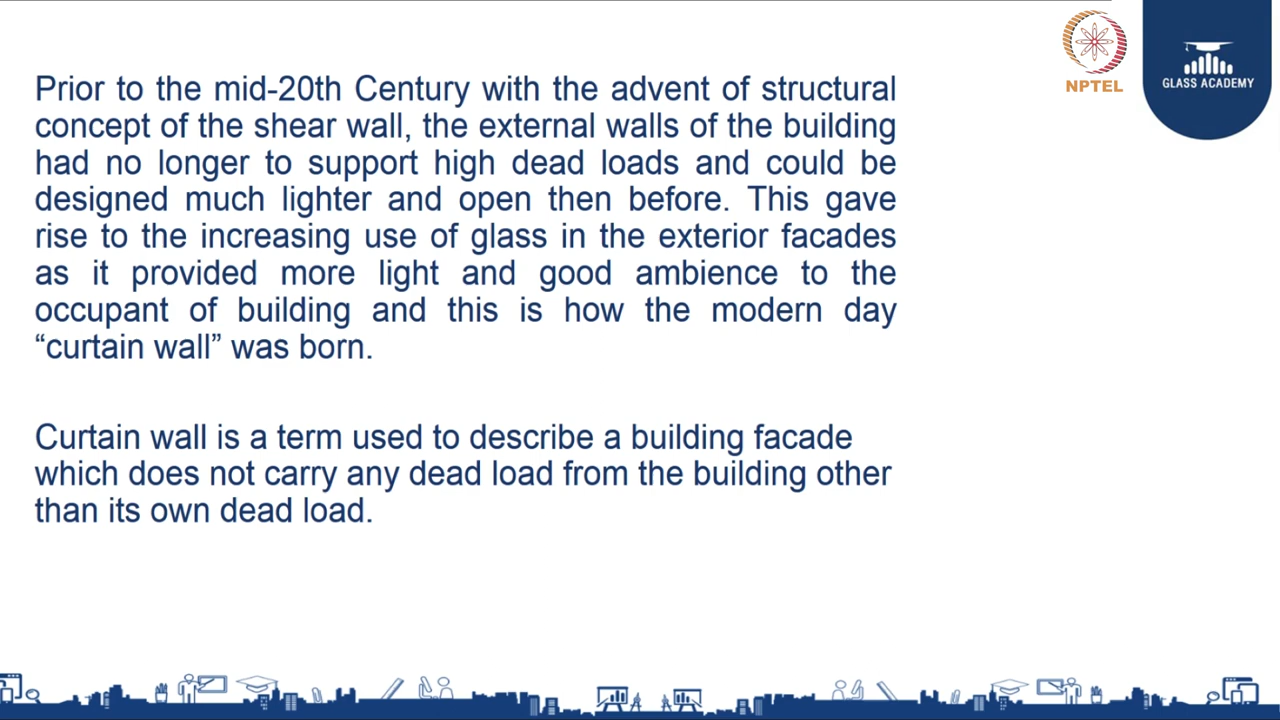 NPTEL
GLASS ACADEMY
Prior to the mid-20th Century with the advent of structural
concept of the shear wall, the external walls of the building
had no longer to support high dead loads and could be
designed much lighter and open then before. This gave
rise to the increasing use of glass in the exterior facades
as it provided more light and good ambience to the
occupant of building and this is how the modern day
“curtain wall” was born.
Curtain wall is a term used to describe a building facade
which does not carry any dead load from the building other
than its own dead load.